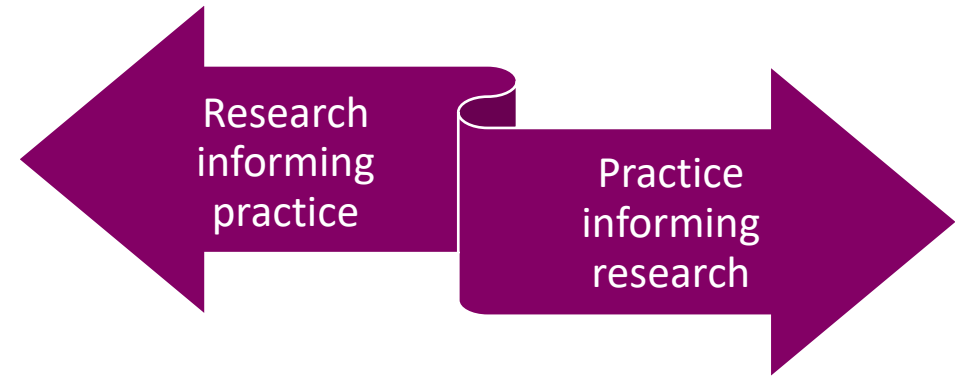 Research
informing
practice
Practice
informing
research